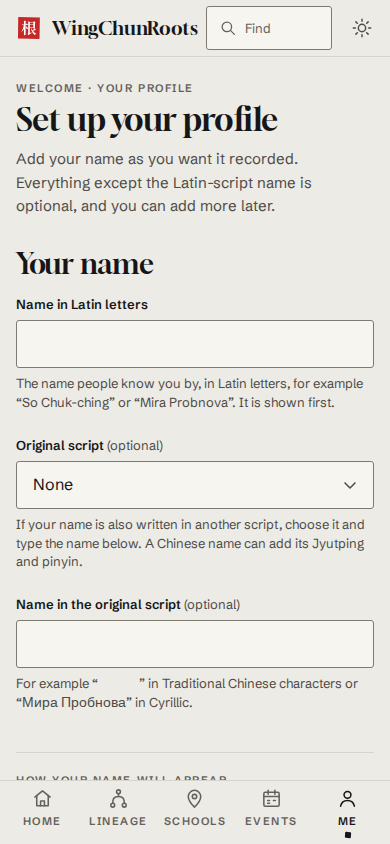 根 WingChunRoots Find
WELCOME · YOUR PROFILE
Set up your profile
Add your name as you want it recorded.
Everything except the Latin-script name is
optional, and you can add more later.
Your name
Name in Latin letters
The name people know you by, in Latin letters, for example
“So Chuk-ching” or “Mira Probnova”. It is shown first.
Original script (optional)
None
If your name is also written in another script, choose it and
type the name below. A Chinese name can add its Jyutping
and pinyin.
Name in the original script (optional)
For example “ ” in Traditional Chinese characters or
“Мира Пробнова” in Cyrillic.
HOW YOUR NAME WILL APPEAR
HOME LINEAGE SCHOOLS EVENTS ME